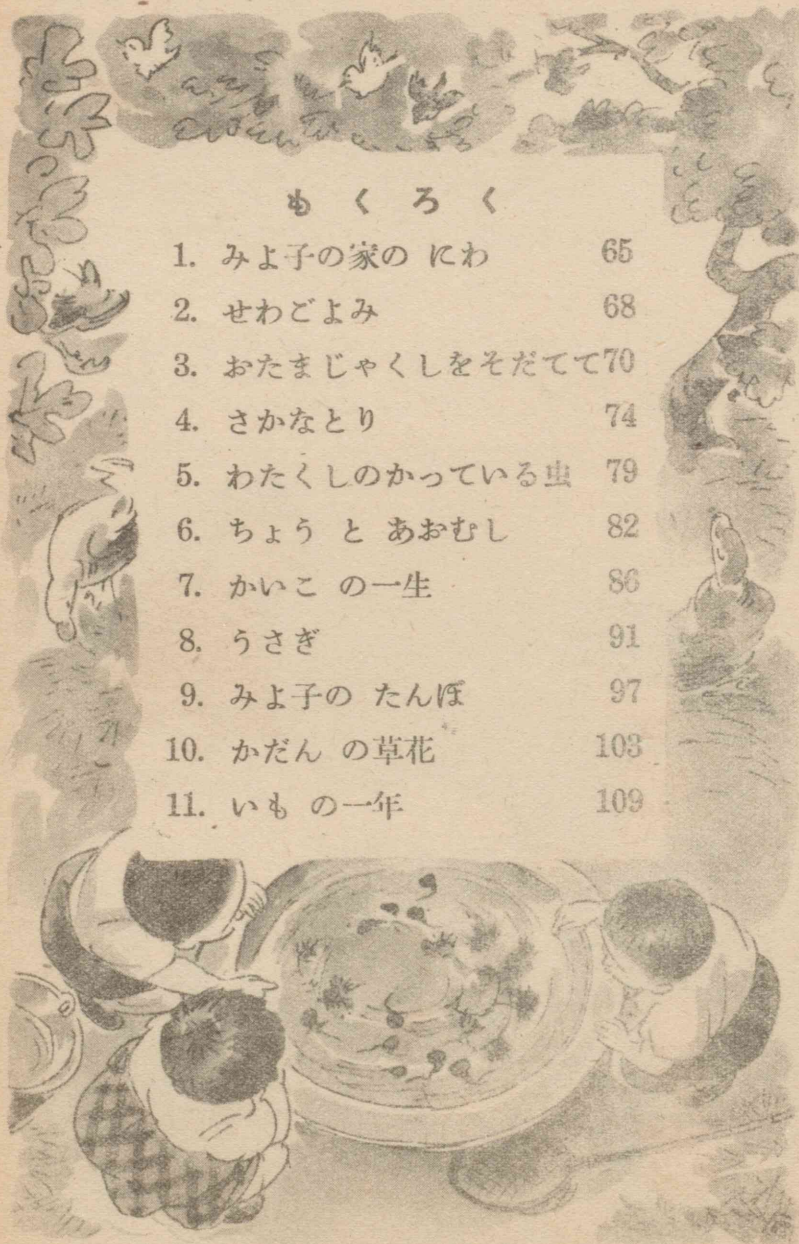 もくろく
1. みよ子の家の にわ 65
2. せわごよみ 68
3. おたまじゃくしをそだてて 70
4. さかなとり 74
5. わたくしのかっている虫 79
6. ちょう と あおむし 82
7. かいこ の一生 86
8. うさぎ 91
9. みよ子の たんぼ 97
10. かだん の草花 103
11. いも の一年 109